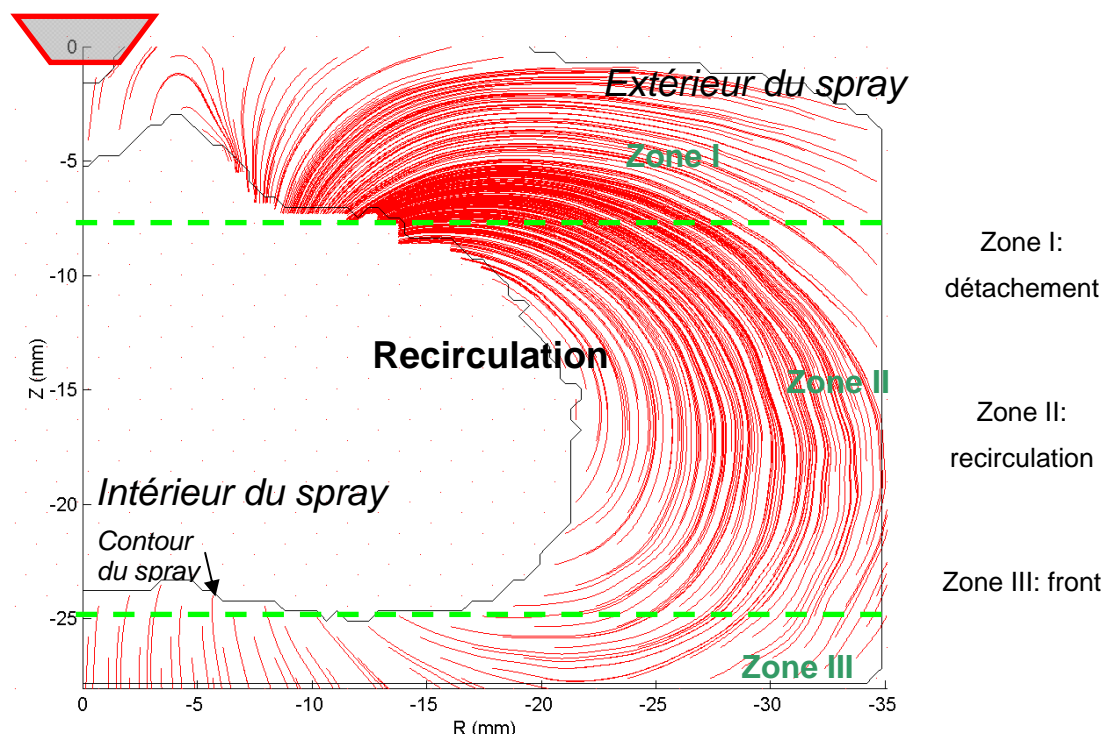 0
Extérieur du spray
Zone I
-5
Zone I:
détachement
-10
Recirculation
Z (mm)
-15
Zone II
Zone II:
recirculation
Intérieur du spray
-20
Contour
du spray
Zone III: front
-25
Zone III
0 -5 -10 -15 -20 -25 -30 -35
R (mm)